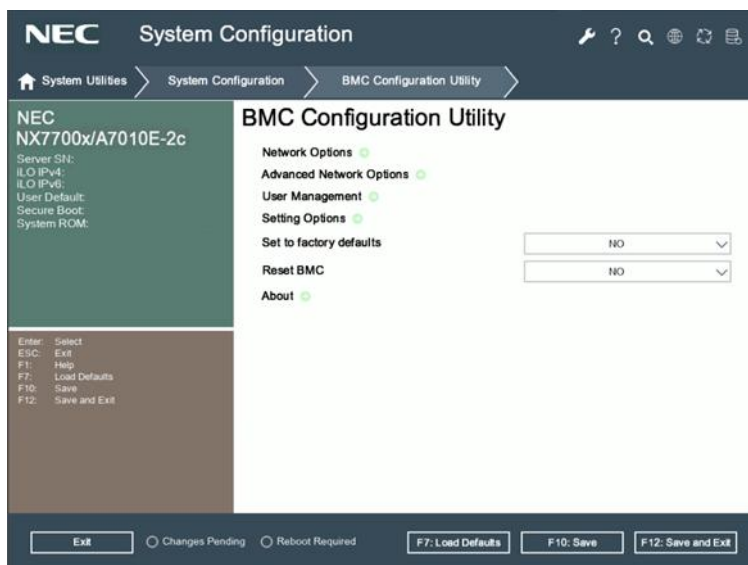 NEC System Configuration
?
System Utilities System Configuration BMC Configuration Utility
NEC
NX7700x/A7010E-2c
Server SN:
iLO IPv4:
iLO IPv6:
User Default:
Secure Boot:
System ROM:
Enter: Select
ESC: Exit
F1: Help
F7: Load Defaults
F10: Save
F12: Save and Exit
BMC Configuration Utility
Network Options
Advanced Network Options
User Management
Setting Options
Set to factory defaults NO
Reset BMC NO
About
Exit Changes Pending Reboot Required F7: Load Defaults F10: Save F12: Save and Exit